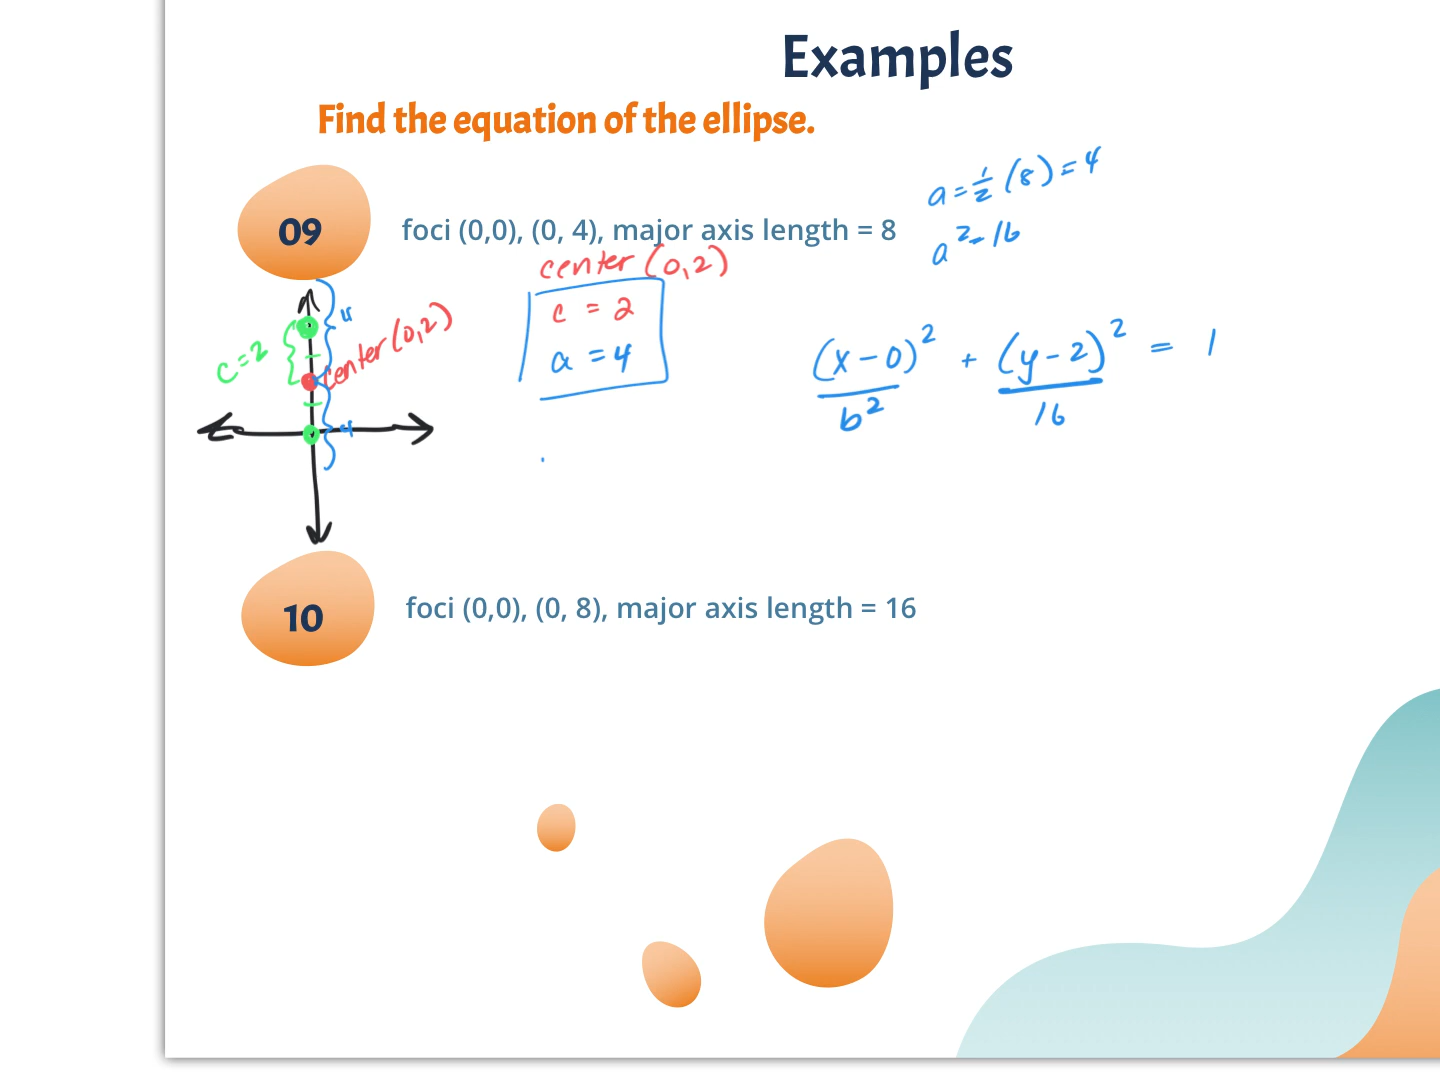 Examples
Find the equation of the ellipse.
09
foci (0,0), (0, 4), major axis length = 8
a = 1/2 (8) = 4
a² = 16
center (0,2)
c = 2
a = 4
(x - 0)²/b² + (y - 2)²/16 = 1
4
c = 2
center (0,2)
4
10
foci (0,0), (0, 8), major axis length = 16